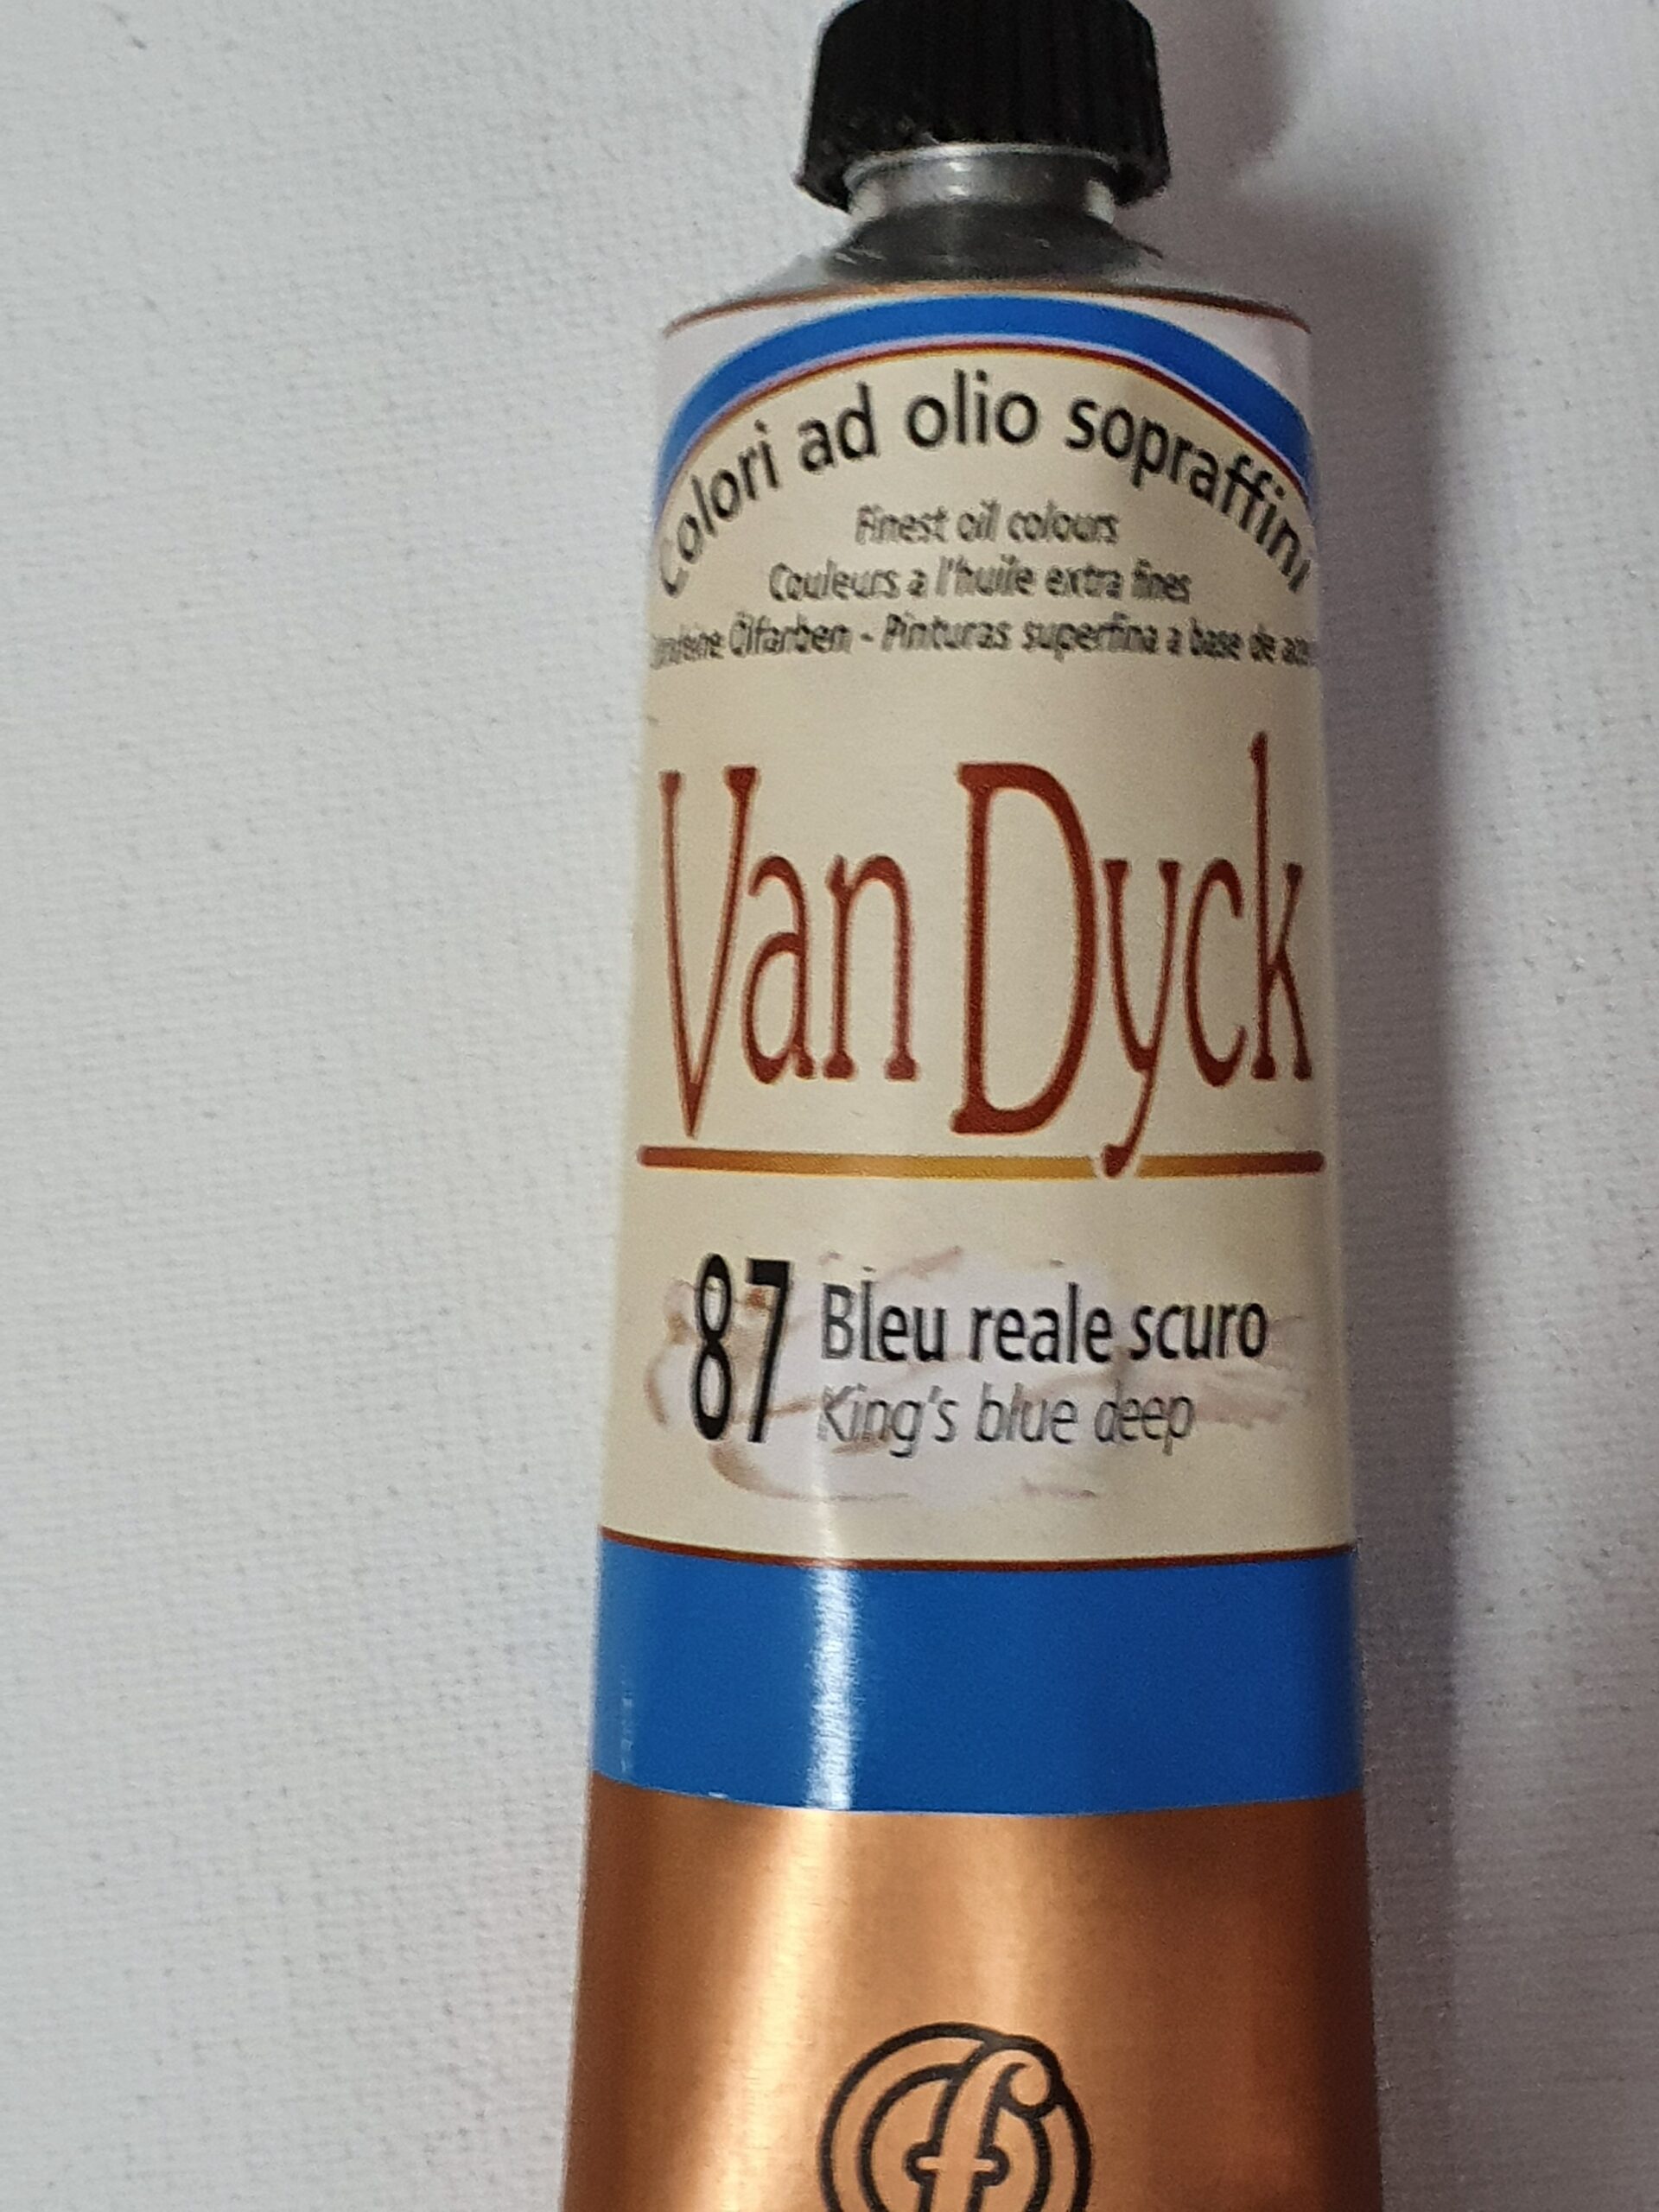 Colori ad olio sopraffini
Finest oil colours
Couleurs a l'huile extra fines
Ölfarben - Pinturas superfina a base de
Van Dyck
87 Bleu reale scuro
King's blue deep